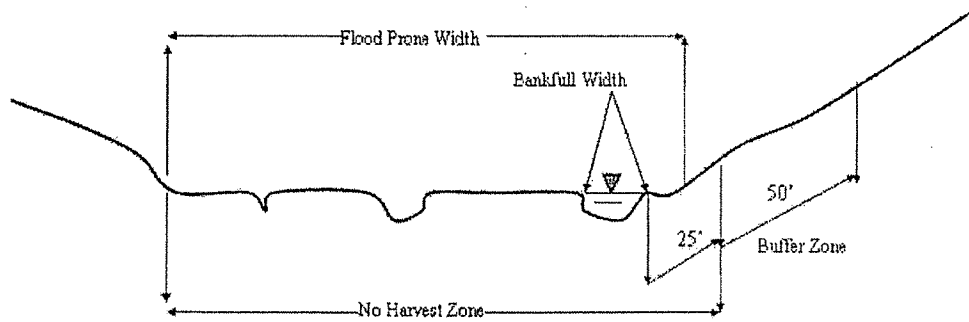 Flood Prone Width
Bankfull Width
50'
25'
Buffer Zone
No Harvest Zone